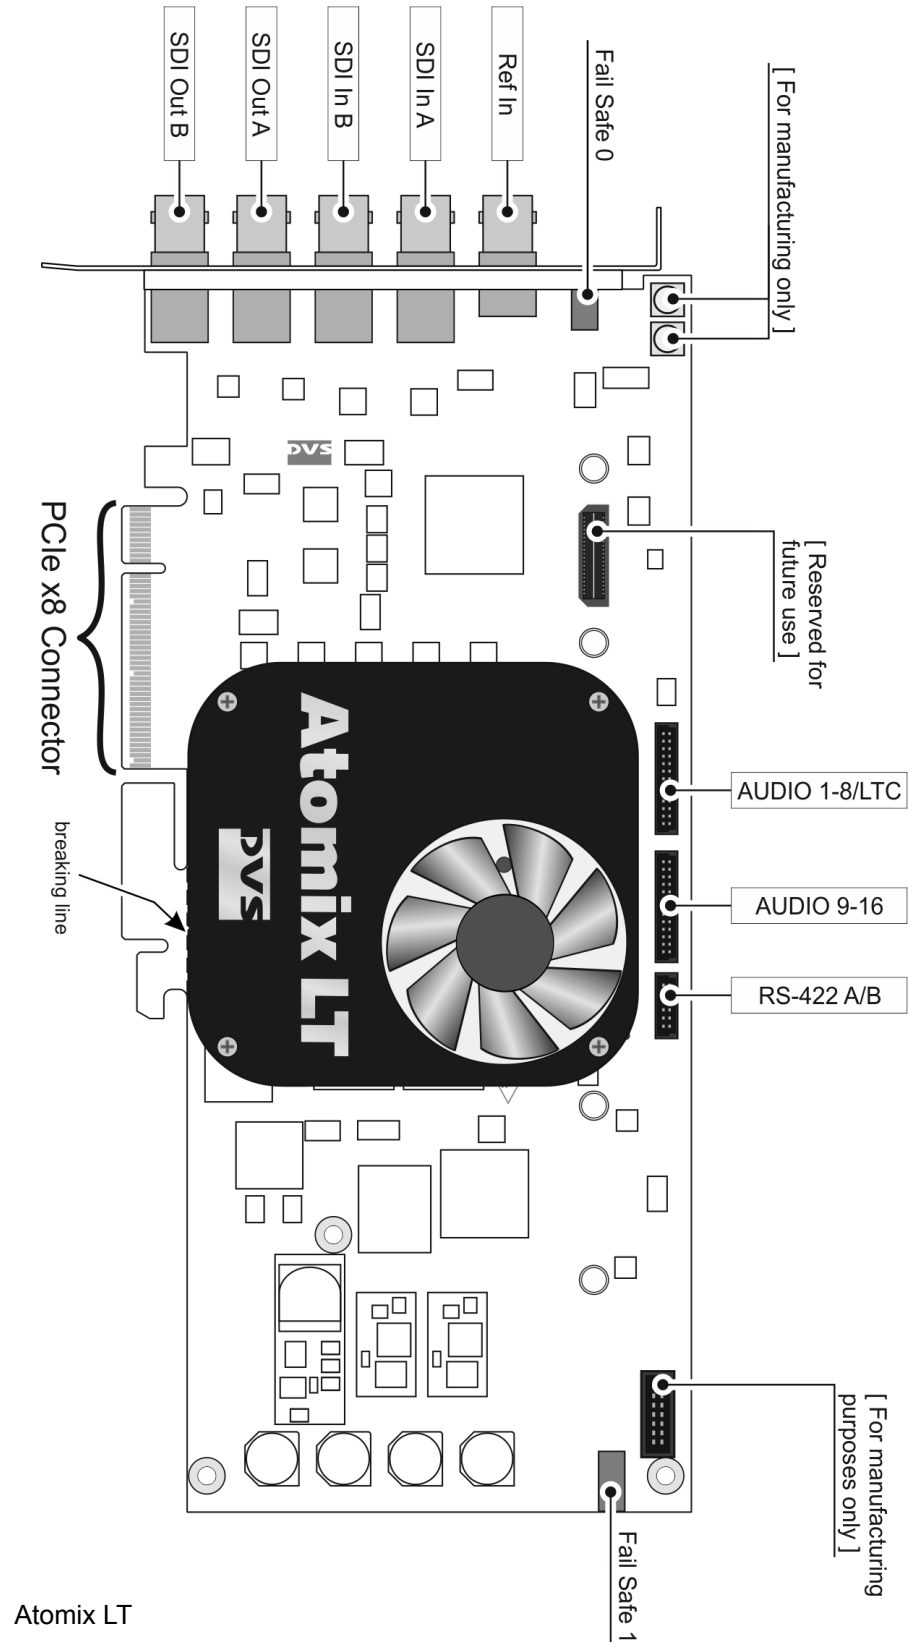 SDI Out B
SDI Out A
SDI In B
SDI In A
Ref In
Fail Safe 0
[ For manufacturing only ]
DVS
PCIe x8 Connector
[ Reserved for
future use ]
Atomix LT
DVS
AUDIO 1-8/LTC
AUDIO 9-16
RS-422 A/B
breaking line
[ For manufacturing
purposes only ]
Fail Safe 1
Atomix LT